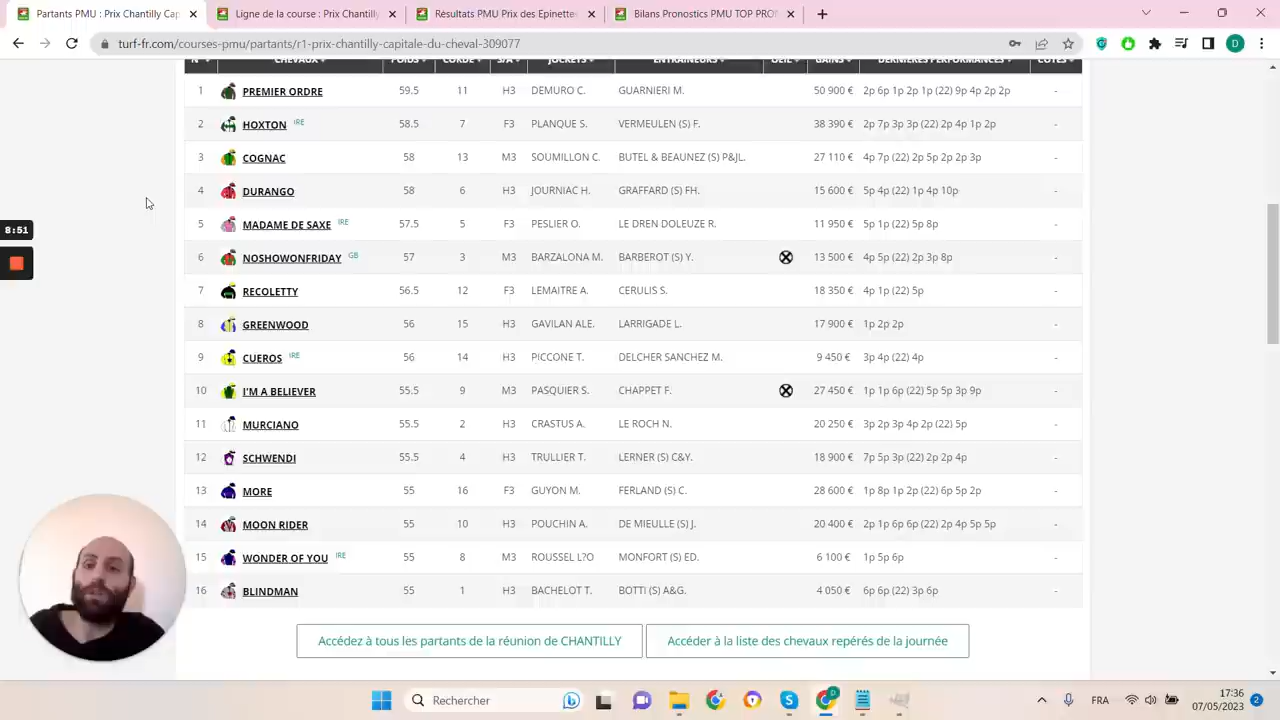 Partants PMU : Prix Chantilly Cap
Ligne de la course : Prix Chantilly
Résultats PMU Prix des Epinettes
Bilans Pronostics PMU TOP PRO
turf-fr.com/courses-pmu/partants/r1-prix-chantilly-capitale-du-cheval-309077
N° CHEVAUX POIDS CORDE S/A JOCKEYS ENTRAINEURS OEIL GAINS DERNIÈRES PERFORMANCES COTES
1 PREMIER ORDRE 59.5 11 H3 DEMURO C. GUARNIERI M. 50 900 € 2p 6p 1p 2p 1p (22) 9p 4p 2p 2p -
2 HOXTON IRE 58.5 7 F3 PLANQUE S. VERMEULEN (S) F. 38 390 € 2p 7p 3p 3p (22) 2p 4p 1p 2p -
3 COGNAC 58 13 M3 SOUMILLON C. BUTEL & BEAUNEZ (S) P&JL. 27 110 € 4p 7p (22) 2p 5p 2p 2p 3p -
4 DURANGO 58 6 H3 JOURNIAC H. GRAFFARD (S) FH. 15 600 € 5p 4p (22) 1p 4p 10p -
5 MADAME DE SAXE IRE 57.5 5 F3 PESLIER O. LE DREN DOLEUZE R. 11 950 € 5p 1p (22) 5p 8p -
6 NOSHOWONFRIDAY GB 57 3 M3 BARZALONA M. BARBEROT (S) Y. 13 500 € 4p 5p (22) 2p 3p 8p -
7 RECOLETTY 56.5 12 F3 LEMAITRE A. CERULIS S. 18 350 € 4p 1p (22) 5p -
8 GREENWOOD 56 15 H3 GAVILAN ALE. LARRIGADE L. 17 900 € 1p 2p 2p -
9 CUEROS IRE 56 14 H3 PICCONE T. DELCHER SANCHEZ M. 9 450 € 3p 4p (22) 4p -
10 I'M A BELIEVER 55.5 9 M3 PASQUIER S. CHAPPET F. 27 450 € 1p 1p 6p (22) 5p 5p 3p 9p -
11 MURCIANO 55.5 2 H3 CRASTUS A. LE ROCH N. 20 250 € 3p 2p 3p 4p 2p (22) 5p -
12 SCHWENDI 55.5 4 H3 TRULLIER T. LERNER (S) C&Y. 18 900 € 7p 5p 3p (22) 2p 2p 4p -
13 MORE 55 16 F3 GUYON M. FERLAND (S) C. 28 600 € 1p 8p 1p 2p (22) 6p 5p 2p -
14 MOON RIDER 55 10 H3 POUCHIN A. DE MIEULLE (S) J. 20 400 € 2p 1p 6p 6p (22) 2p 4p 5p 5p -
15 WONDER OF YOU IRE 55 8 M3 ROUSSEL L?O MONFORT (S) ED. 6 100 € 1p 5p 6p -
16 BLINDMAN 55 1 H3 BACHELOT T. BOTTI (S) A&G. 4 050 € 6p 6p (22) 3p 6p -
8:51
Accédez à tous les partants de la réunion de CHANTILLY
Accéder à la liste des chevaux repérés de la journée
Rechercher
FRA
17:36
07/05/2023
2